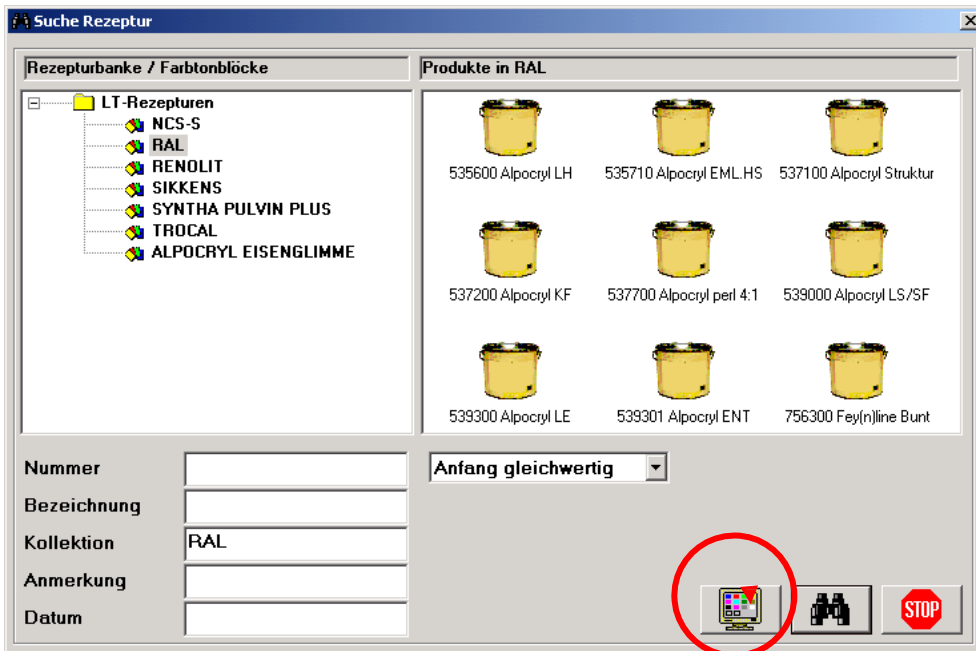 Suche Rezeptur
Rezepturbanke / Farbtonblöcke
LT-Rezepturen
NCS-S
RAL
RENOLIT
SIKKENS
SYNTHA PULVIN PLUS
TROCAL
ALPOCRYL EISENGLIMME
Produkte in RAL
535600 Alpocryl LH
535710 Alpocryl EML.HS
537100 Alpocryl Struktur
537200 Alpocryl KF
537700 Alpocryl perl 4:1
539000 Alpocryl LS/SF
539300 Alpocryl LE
539301 Alpocryl ENT
756300 Fey(n)line Bunt
Nummer
Anfang gleichwertig
Bezeichnung
Kollektion RAL
Anmerkung
Datum
STOP